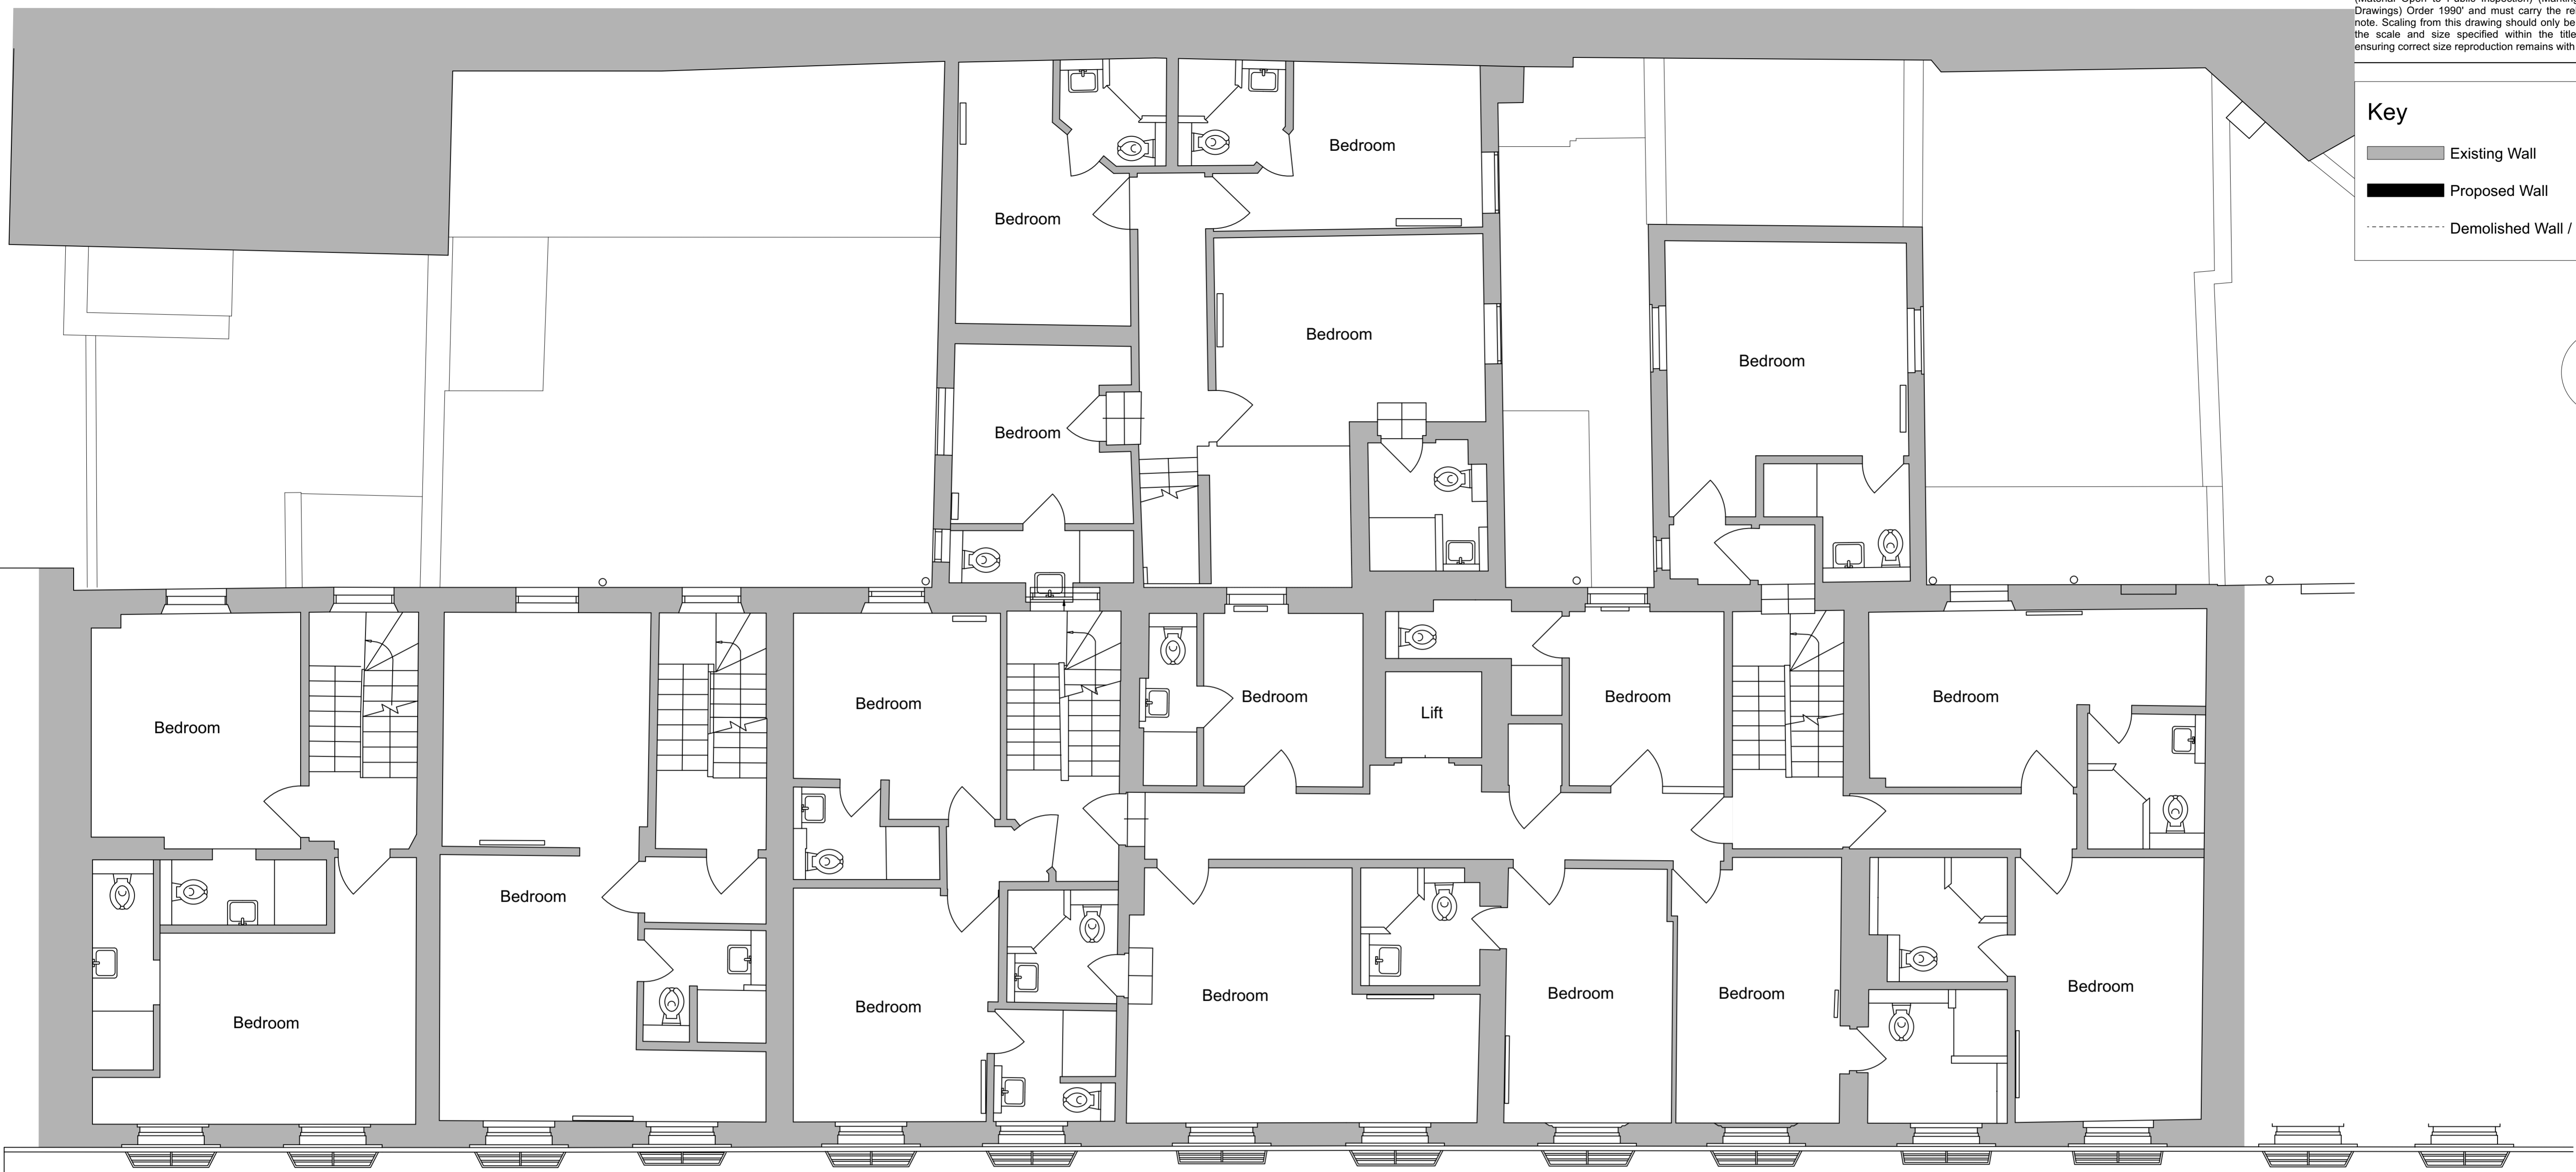 Drawings) Order 1990' and must carry the re
note. Scaling from this drawing should only be
the scale and size specified within the title
ensuring correct size reproduction remains with
Key
Existing Wall
Proposed Wall
Demolished Wall /
Bedroom
Bedroom
Bedroom
Bedroom
Bedroom
Bedroom
Bedroom
Bedroom
Bedroom
Lift
Bedroom
Bedroom
Bedroom
Bedroom
Bedroom
Bedroom
Bedroom
Bedroom
Bedroom